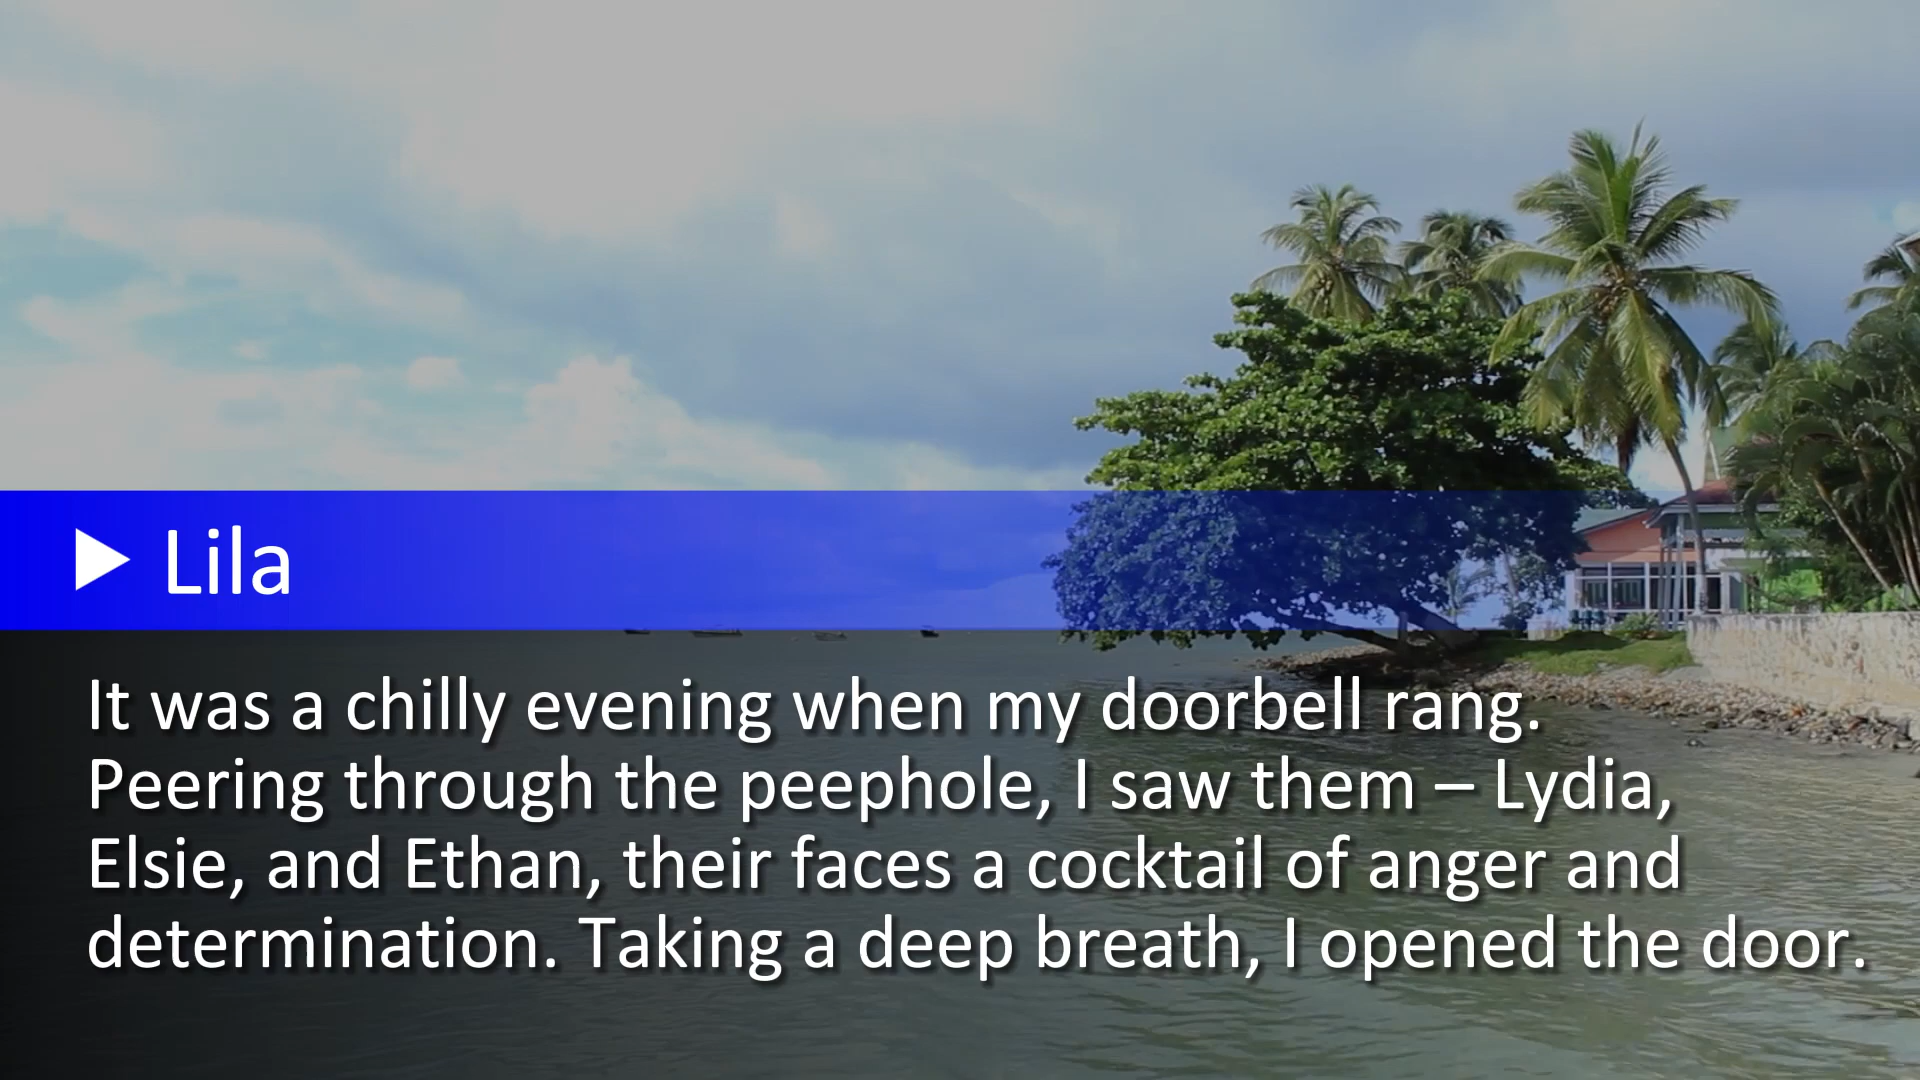 Lila
It was a chilly evening when my doorbell rang.
Peering through the peephole, I saw them – Lydia,
Elsie, and Ethan, their faces a cocktail of anger and
determination. Taking a deep breath, I opened the door.